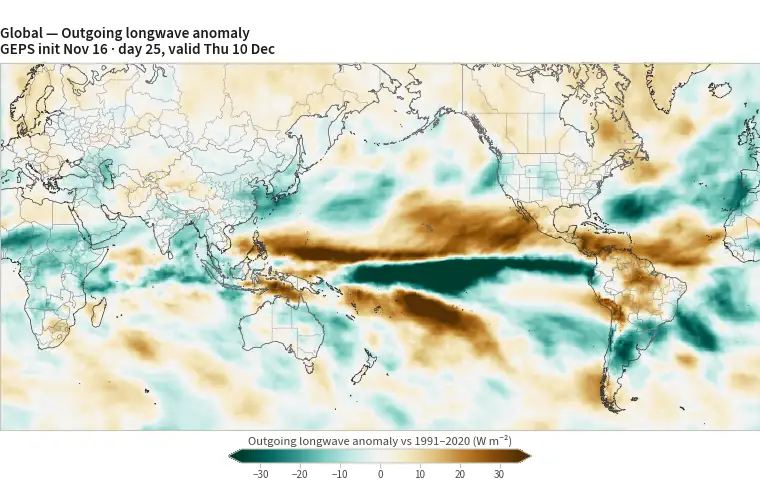 Global — Outgoing longwave anomaly
GEPS init Nov 16 · day 25, valid Thu 10 Dec
Outgoing longwave anomaly vs 1991–2020 (W m⁻²)
−30 −20 −10 0 10 20 30